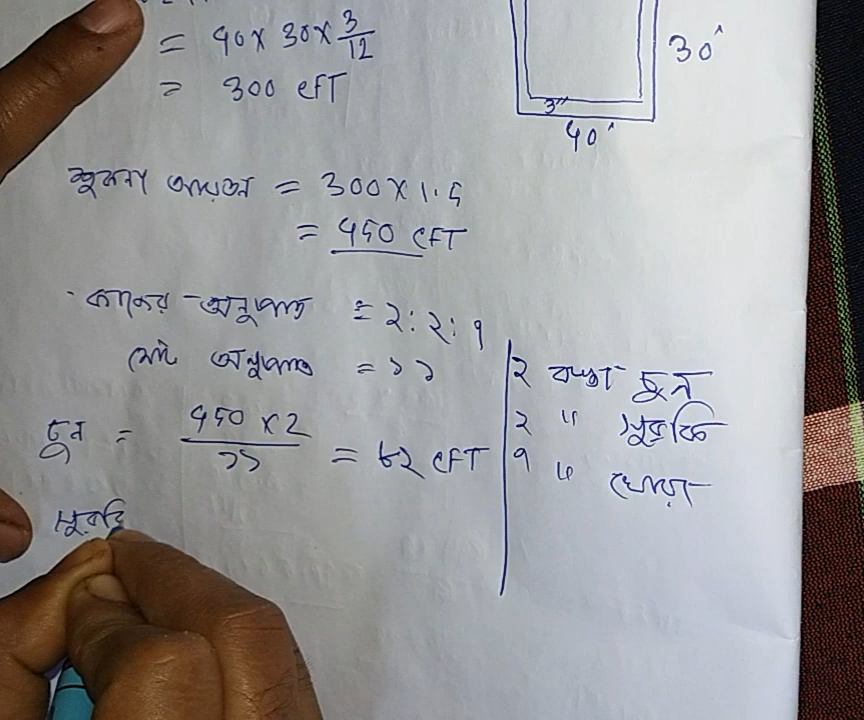 = 40 x 30 x 3/12
= 300 CFT
30'
3"
40'
শুকনা আয়তন = 300 x 1.5
= 450 CFT
কাজের অনুপাত = ২:২:৭
মোট অনুপাত = ১১
চুন = 450 x 2 / ১১ = ৮২ CFT
সুরকি
২ বস্তা চুন
২ " সুরকি
৭ " খোয়া